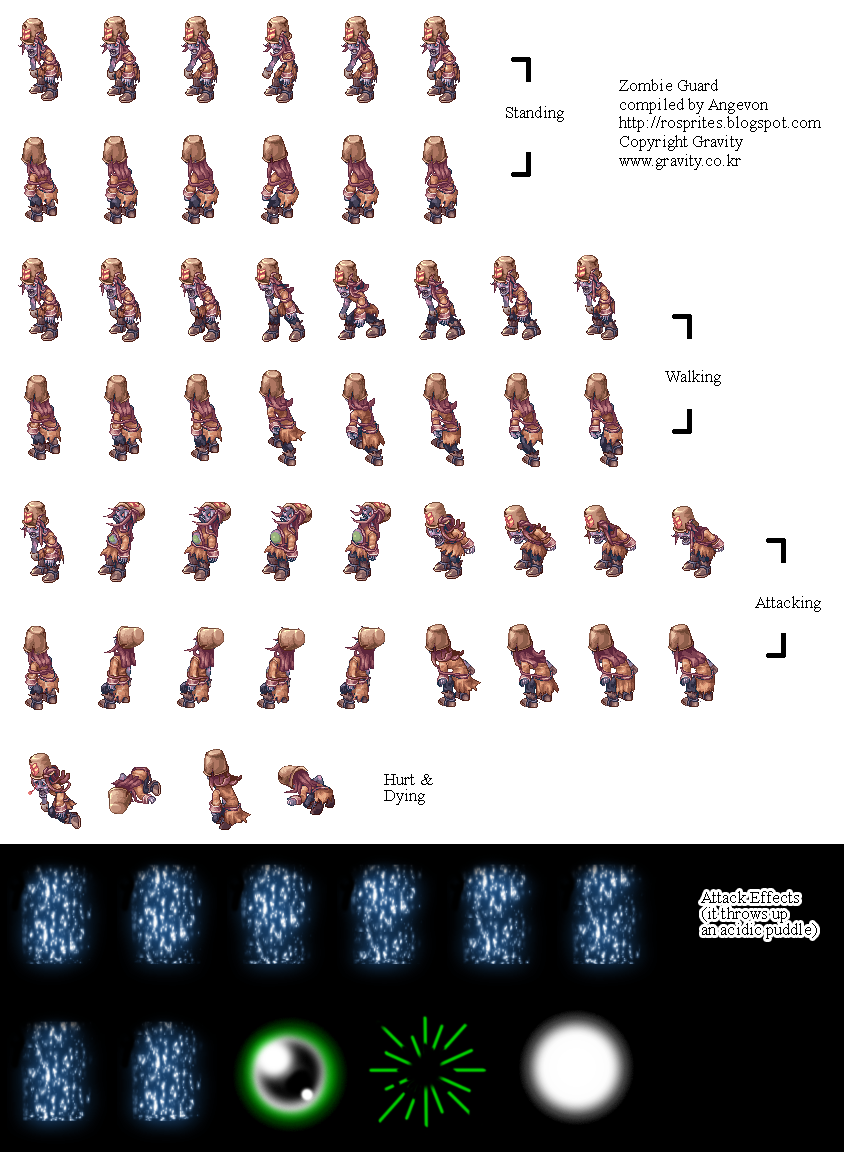 Zombie Guard
compiled by Angevon
http://rosprites.blogspot.com
Copyright Gravity
www.gravity.co.kr
Standing
Walking
Attacking
Hurt &
Dying
Attack Effects
(it throws up
an acidic puddle)